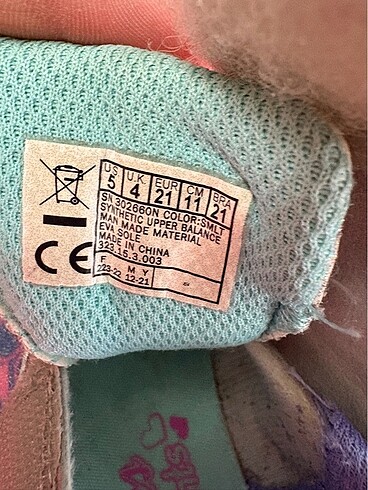 US U.K EUR CM BRA
5 4 21 11 21
SN 302660N COLOR:SMLT
SYNTHETIC UPPER BALANCE
MAN MADE MATERIAL
EVA SOLE
MADE IN CHINA
323.15.3.003
F M Y
12-21
CE